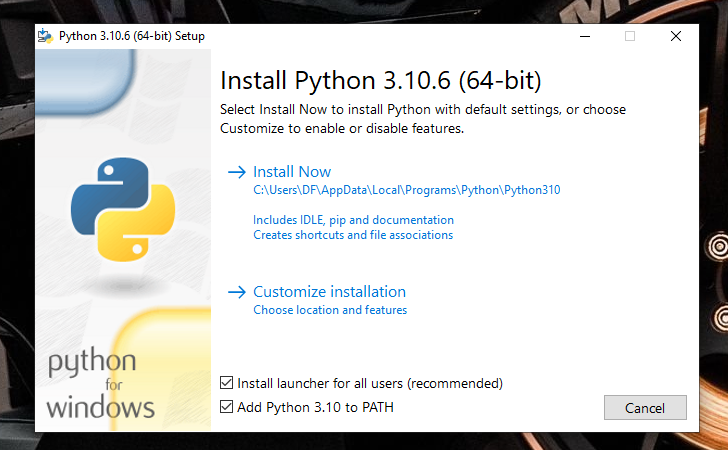 Python 3.10.6 (64-bit) Setup
Install Python 3.10.6 (64-bit)
Select Install Now to install Python with default settings, or choose
Customize to enable or disable features.
Install Now
C:\Users\DF\AppData\Local\Programs\Python\Python310
Includes IDLE, pip and documentation
Creates shortcuts and file associations
Customize installation
Choose location and features
python
for
windows
Install launcher for all users (recommended)
Add Python 3.10 to PATH
Cancel